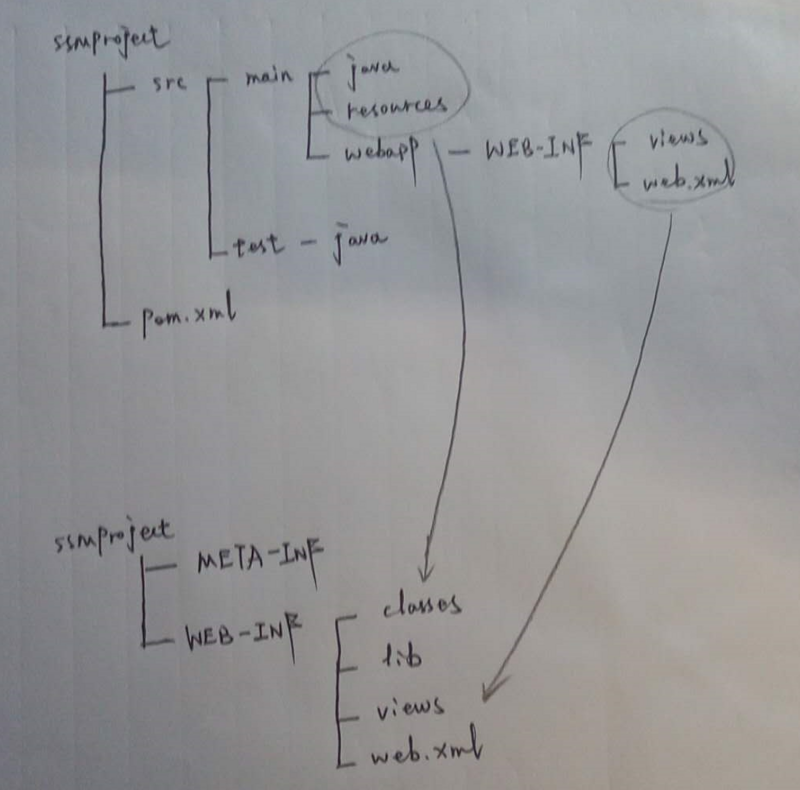 ssmproject
src main java
resources
webapp - WEB-INF views
web.xml
test - java
pom.xml
ssmproject
META-INF
WEB-INF classes
lib
views
web.xml